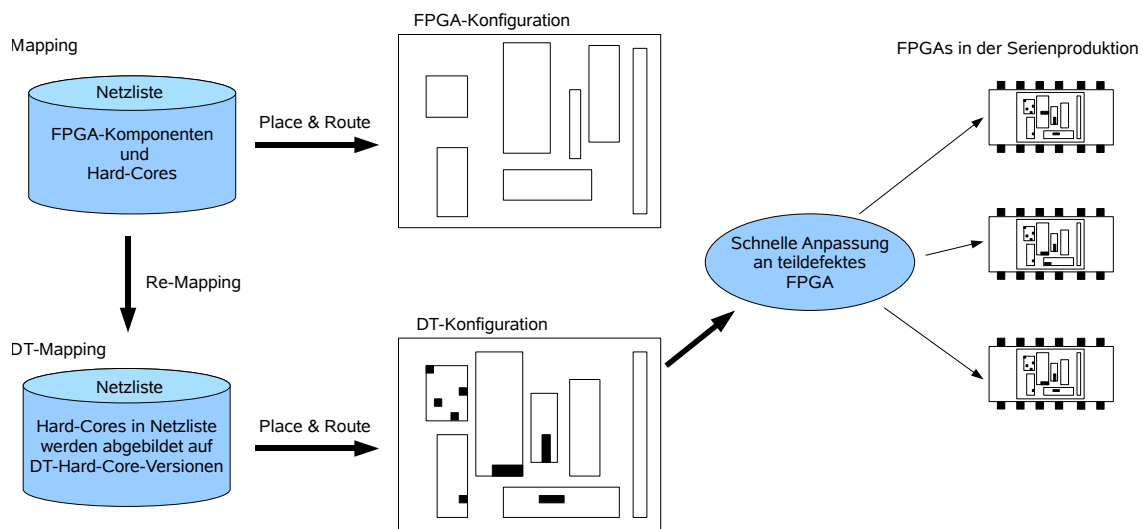 FPGA-Konfiguration
Mapping
FPGAs in der Serienproduktion
Netzliste
FPGA-Komponenten
und
Hard-Cores
Place & Route
Schnelle Anpassung
an teildefektes
FPGA
Re-Mapping
DT-Konfiguration
DT-Mapping
Netzliste
Hard-Cores in Netzliste
werden abgebildet auf
DT-Hard-Core-Versionen
Place & Route